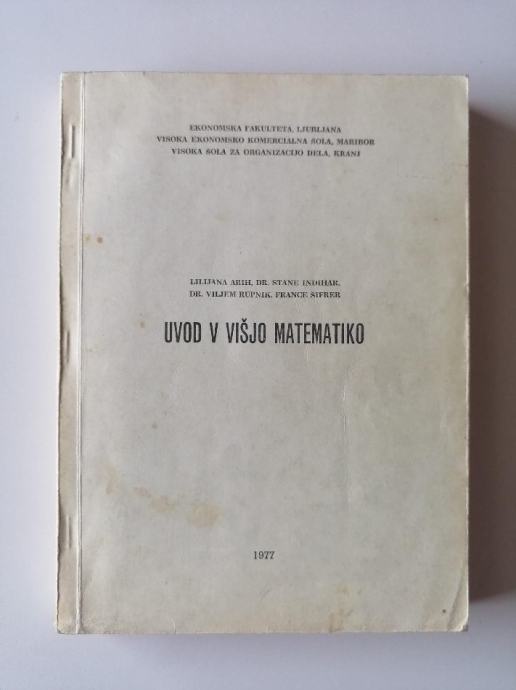 EKONOMSKA FAKULTETA, LJUBLJANA
VISOKA EKONOMSKO KOMERCIALNA ŠOLA, MARIBOR
VISOKA ŠOLA ZA ORGANIZACIJO DELA, KRANJ
LILIJANA ARIH, DR. STANE INDIHAR,
DR. VILJEM RUPNIK, FRANCE ŠIFRER
UVOD V VIŠJO MATEMATIKO
1977